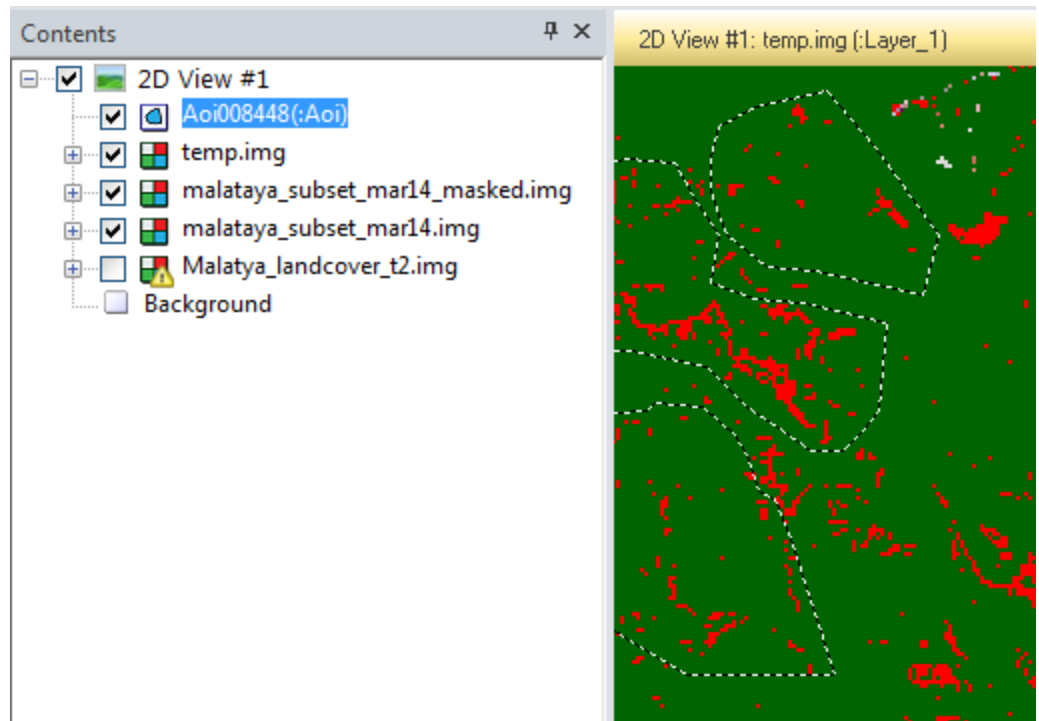 Contents
2D View #1: temp.img (:Layer_1)
2D View #1
Aoi008448(:Aoi)
temp.img
malataya_subset_mar14_masked.img
malataya_subset_mar14.img
Malatya_landcover_t2.img
Background